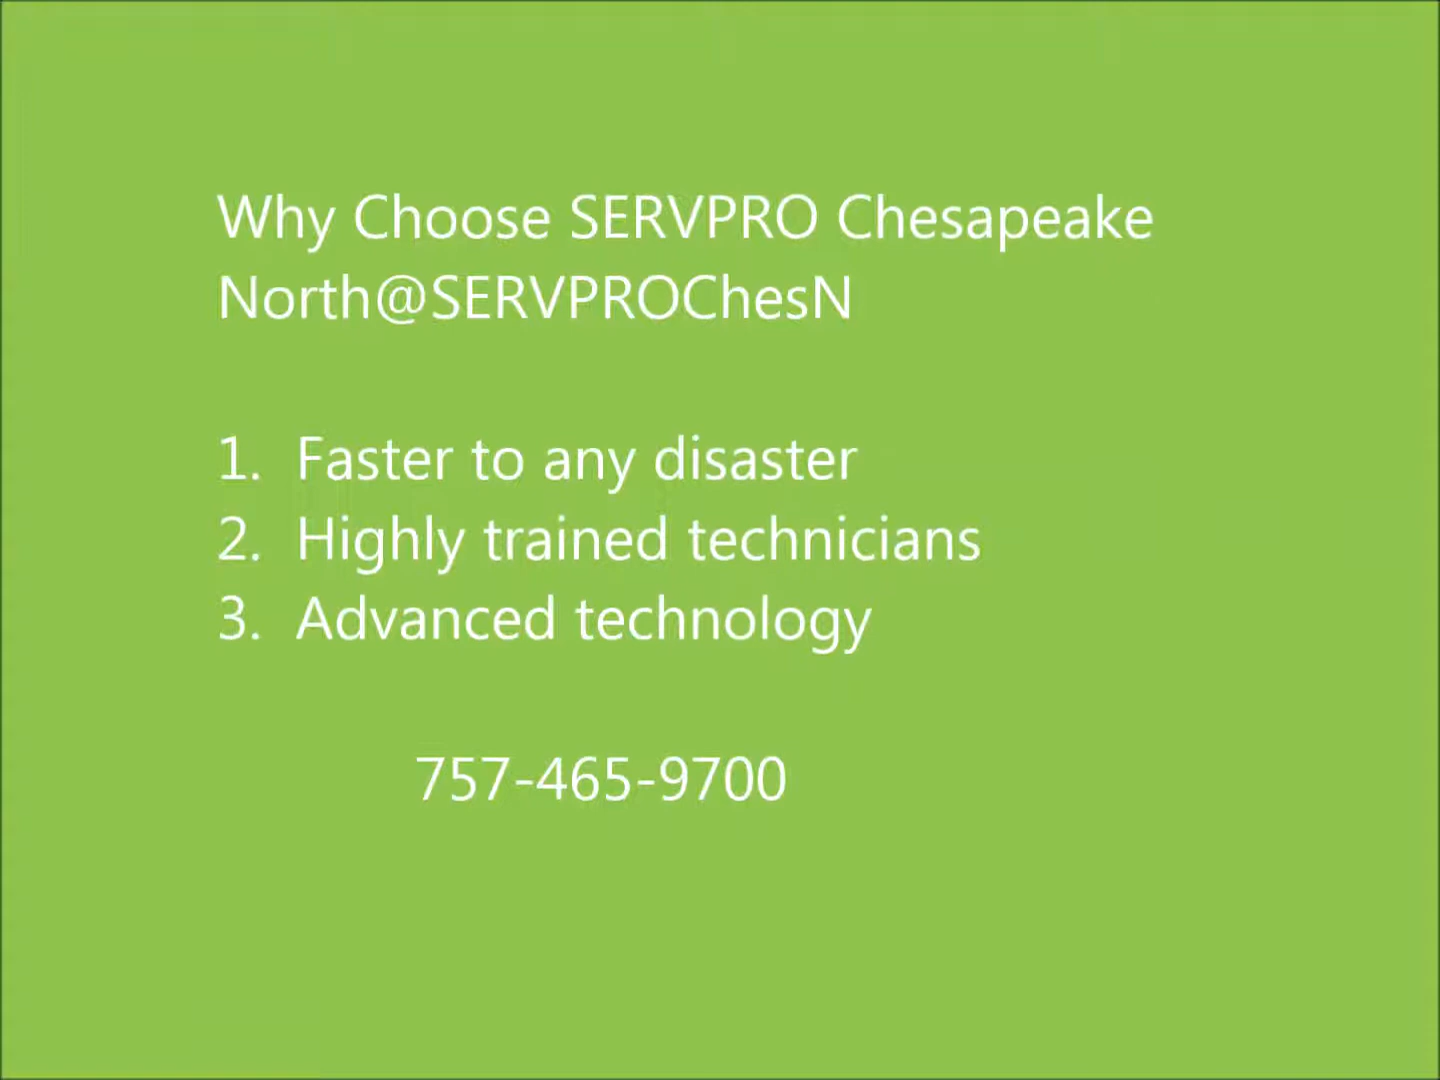 Why Choose SERVPRO Chesapeake
North@SERVPROChesN
1. Faster to any disaster
2. Highly trained technicians
3. Advanced technology
757-465-9700